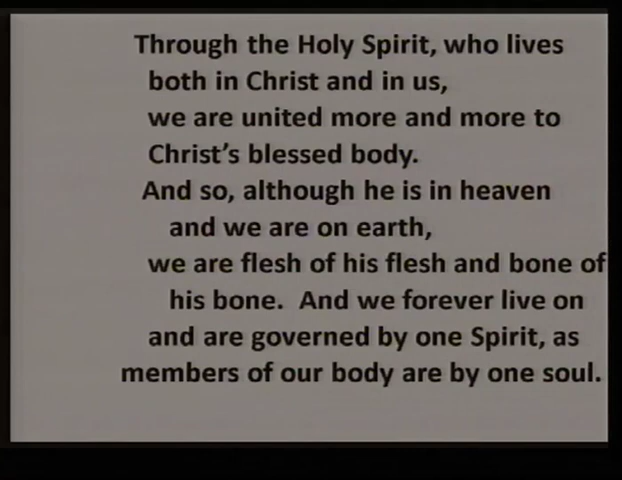 Through the Holy Spirit, who lives
both in Christ and in us,
we are united more and more to
Christ’s blessed body.
And so, although he is in heaven
and we are on earth,
we are flesh of his flesh and bone of
his bone.  And we forever live on
and are governed by one Spirit, as
members of our body are by one soul.